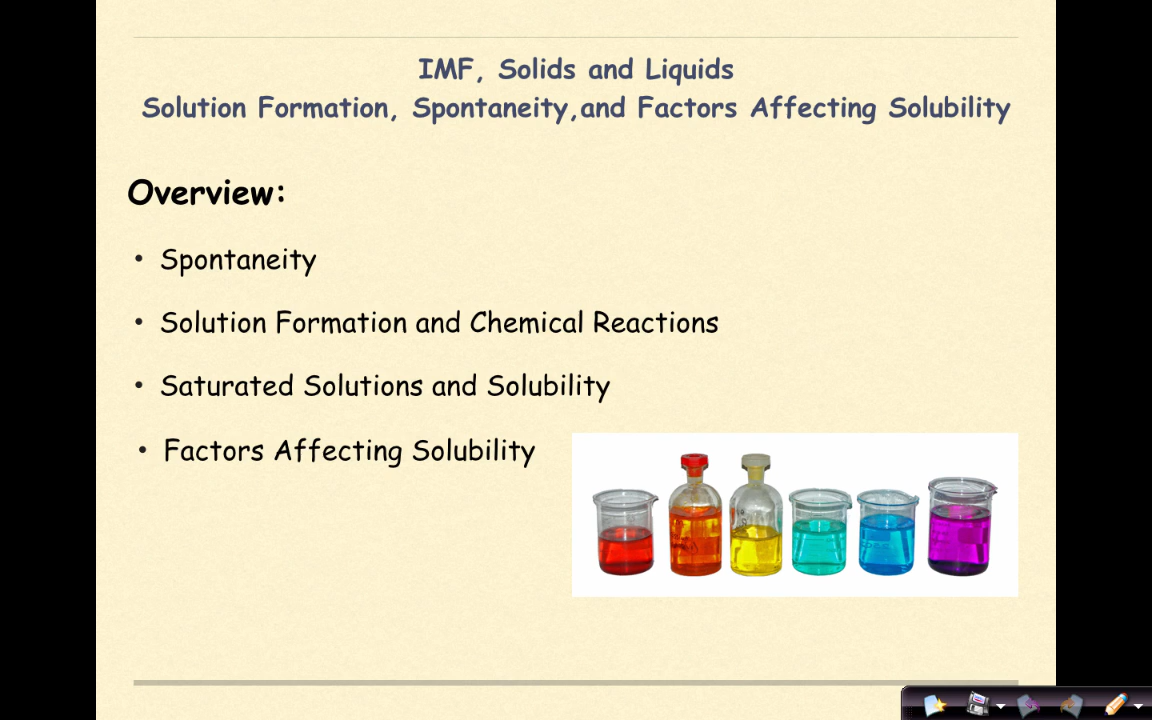 IMF, Solids and Liquids
Solution Formation, Spontaneity,and Factors Affecting Solubility
Overview:
• Spontaneity
• Solution Formation and Chemical Reactions
• Saturated Solutions and Solubility
• Factors Affecting Solubility